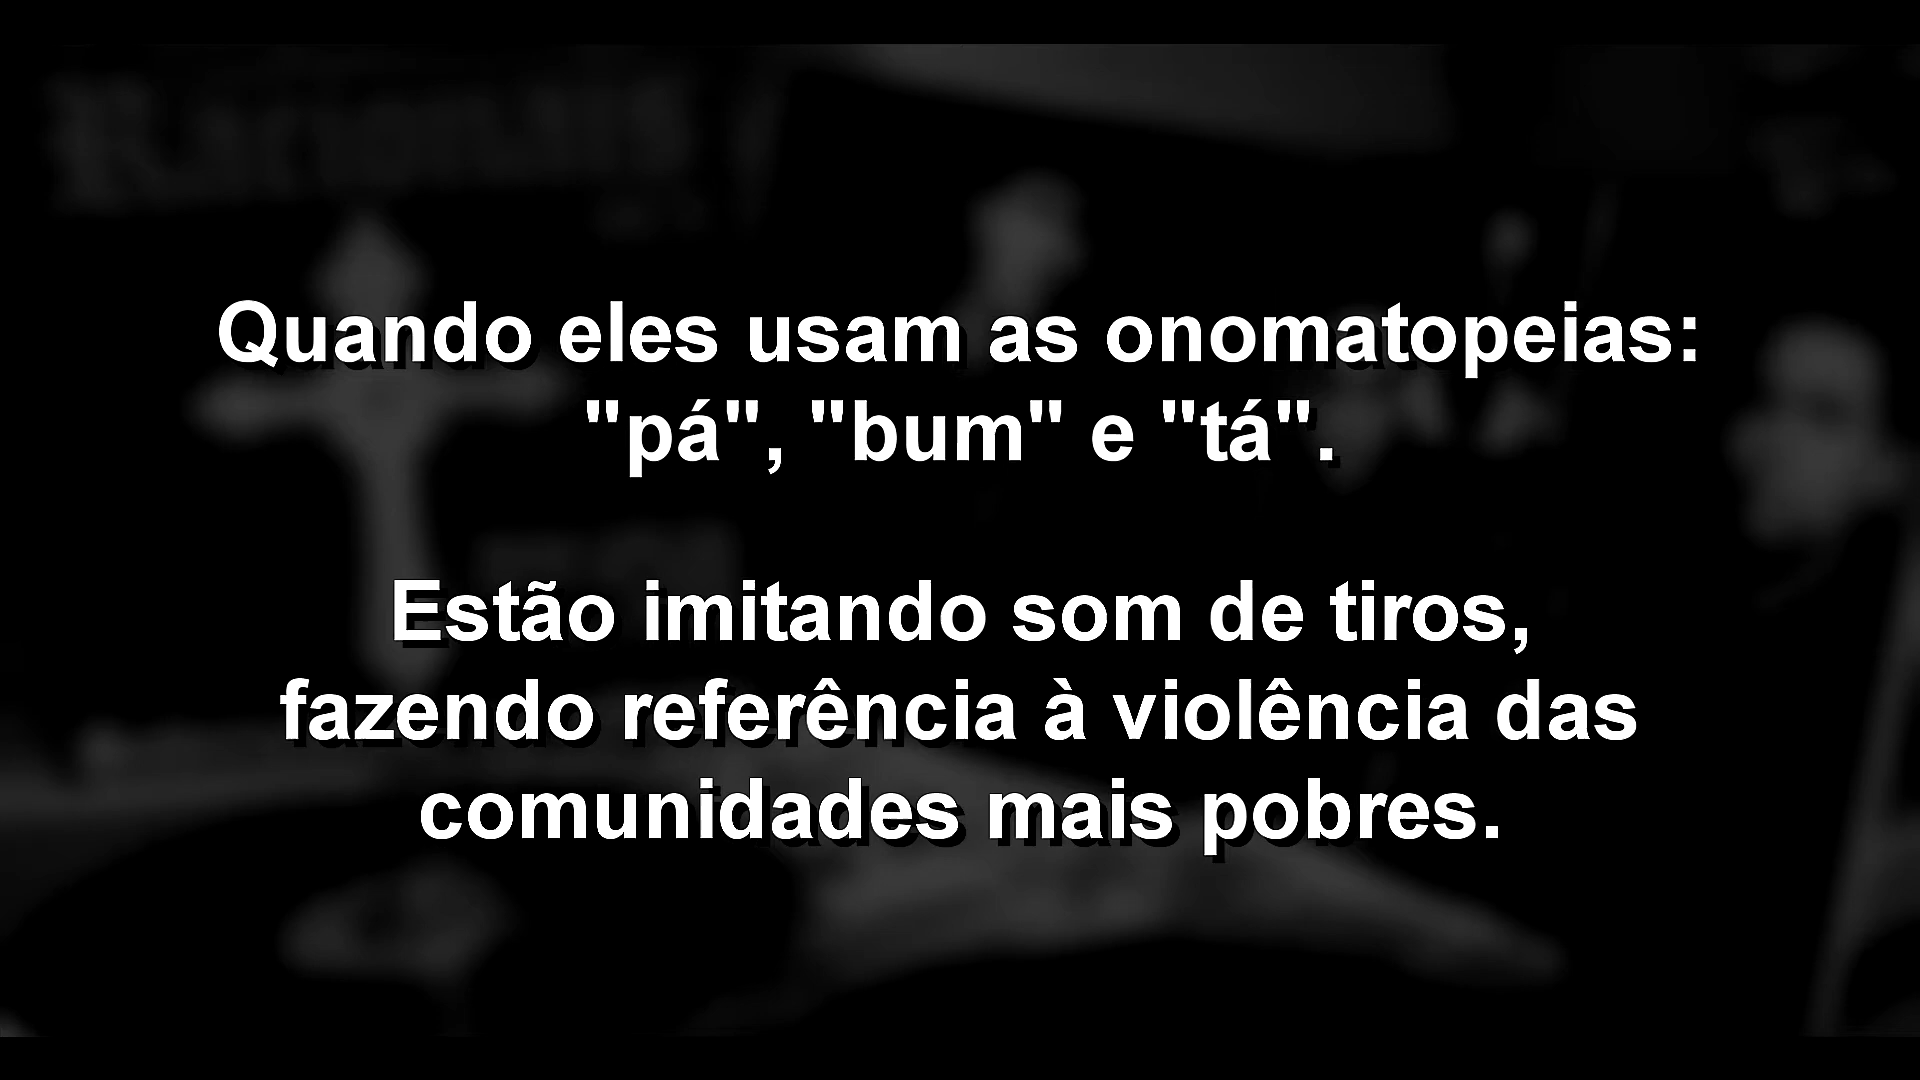 Racionais
Quando eles usam as onomatopeias:
"pá", "bum" e "tá".
Estão imitando som de tiros,
fazendo referência à violência das
comunidades mais pobres.